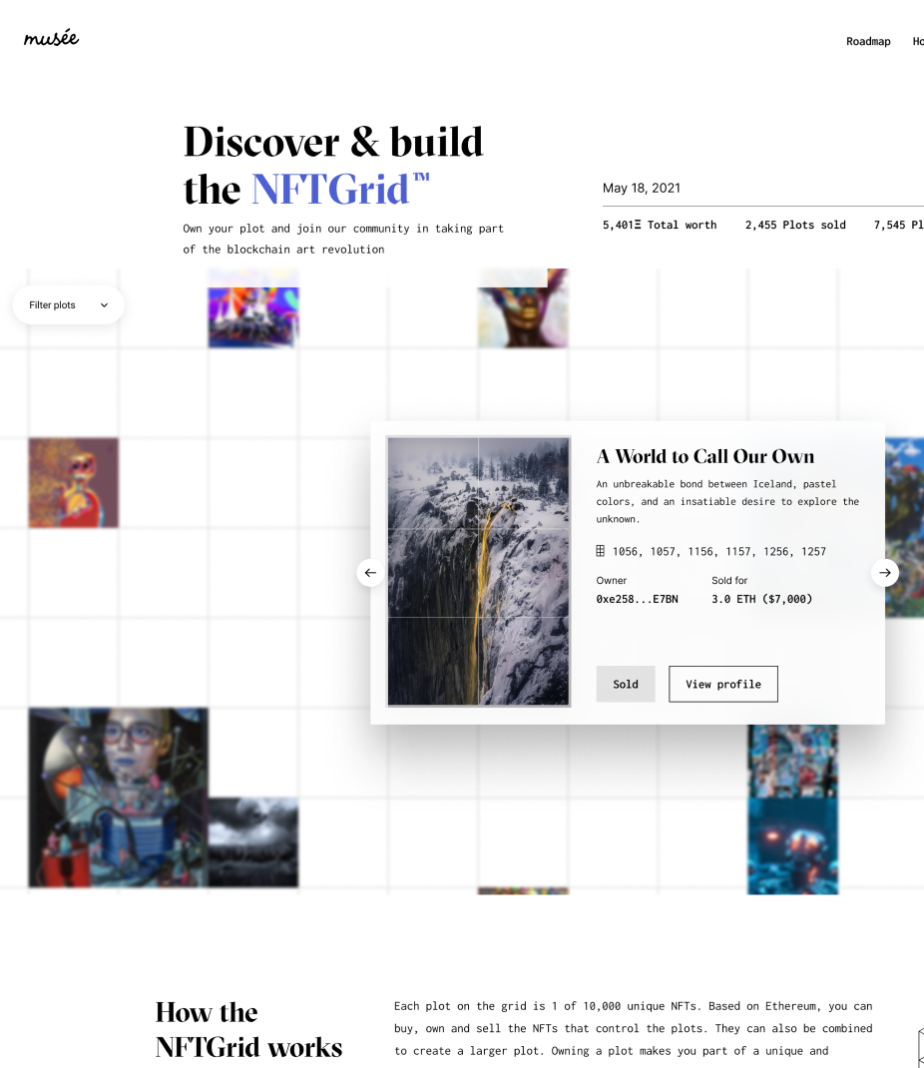 musée
Roadmap
Discover & build
the NFTGrid™
Own your plot and join our community in taking part
of the blockchain art revolution
May 18, 2021
5,401Ξ Total worth 2,455 Plots sold 7,545 Pl
Filter plots
A World to Call Our Own
An unbreakable bond between Iceland, pastel
colors, and an insatiable desire to explore the
unknown.
1056, 1057, 1156, 1157, 1256, 1257
Owner Sold for
0xe258...E7BN 3.0 ETH ($7,000)
Sold View profile
How the
NFTGrid works
Each plot on the grid is 1 of 10,000 unique NFTs. Based on Ethereum, you can
buy, own and sell the NFTs that control the plots. They can also be combined
to create a larger plot. Owning a plot makes you part of a unique and